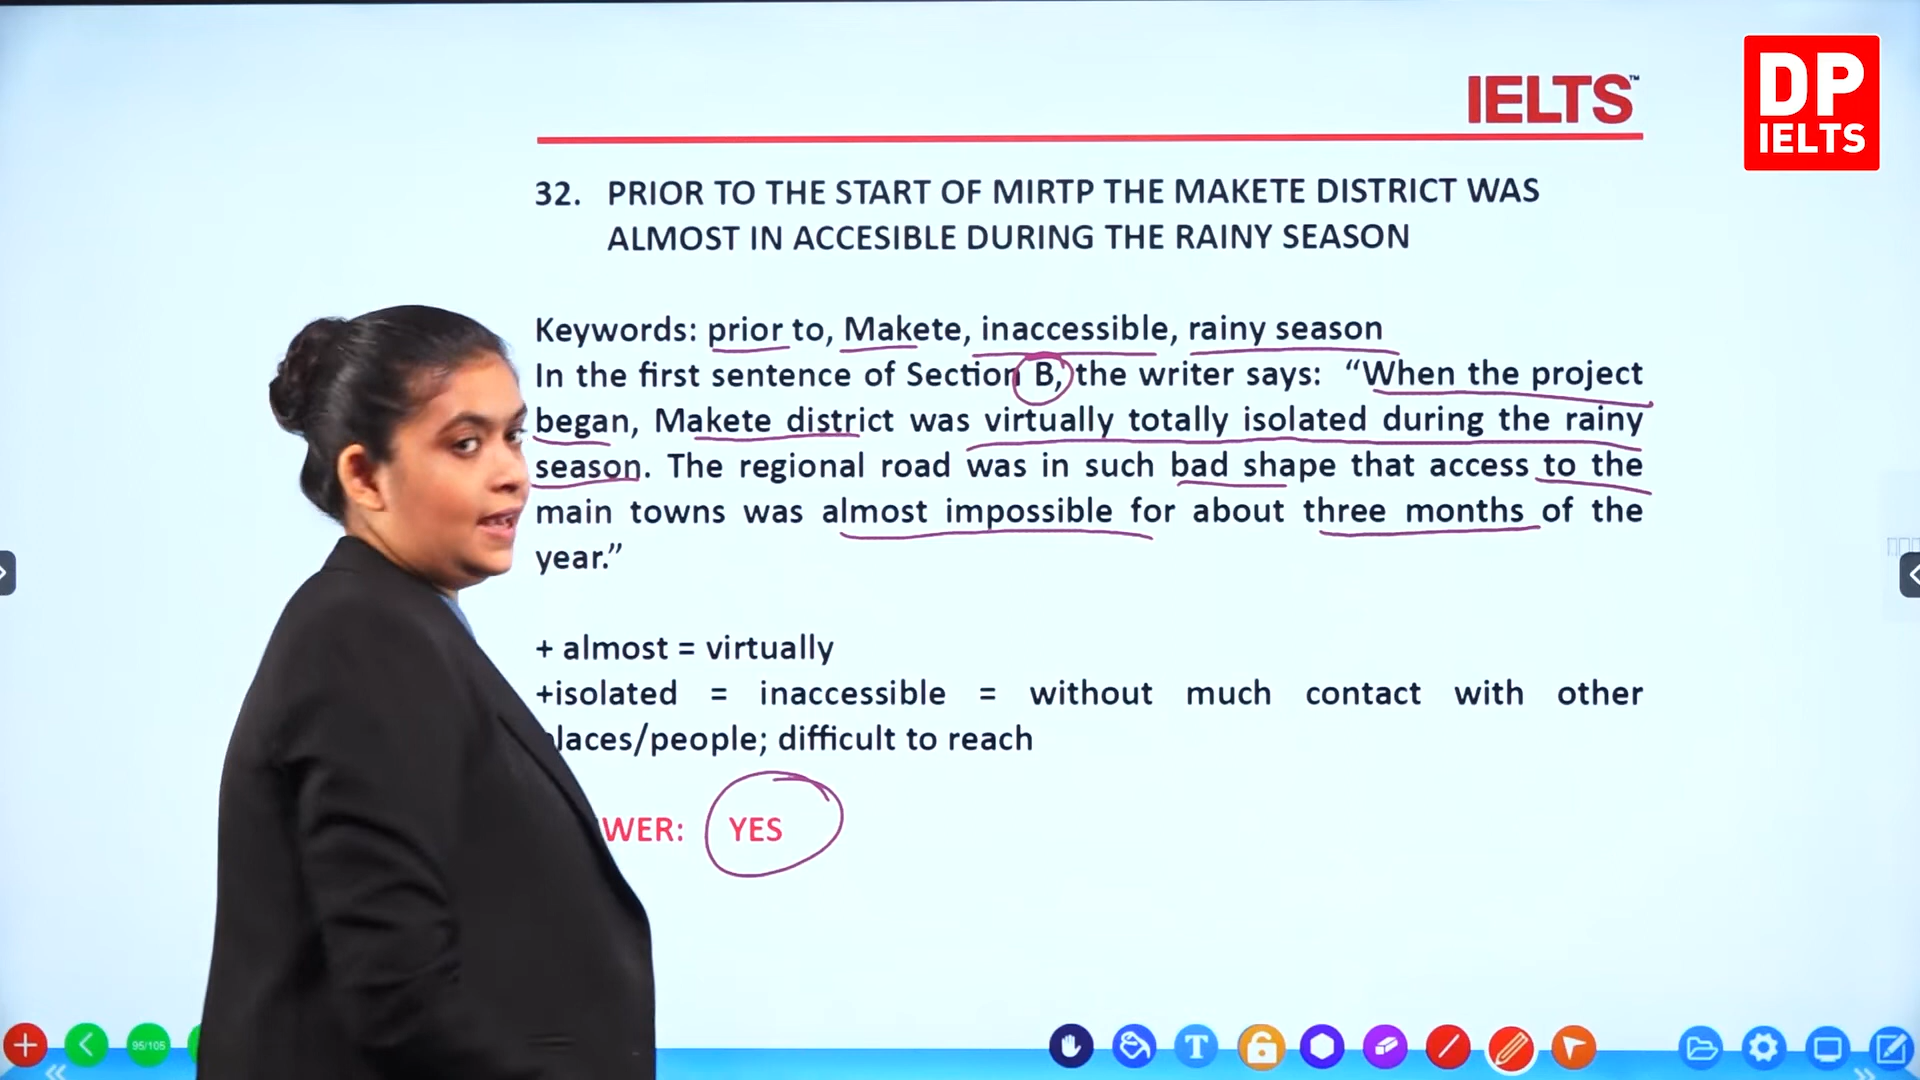 IELTS™
DP
IELTS
32. PRIOR TO THE START OF MIRTP THE MAKETE DISTRICT WAS
ALMOST IN ACCESIBLE DURING THE RAINY SEASON
Keywords: prior to, Makete, inaccessible, rainy season
In the first sentence of Section B, the writer says: “When the project
began, Makete district was virtually totally isolated during the rainy
season. The regional road was in such bad shape that access to the
main towns was almost impossible for about three months of the
year.”
+ almost = virtually
+isolated = inaccessible = without much contact with other
places/people; difficult to reach
WER: YES
95/105
T